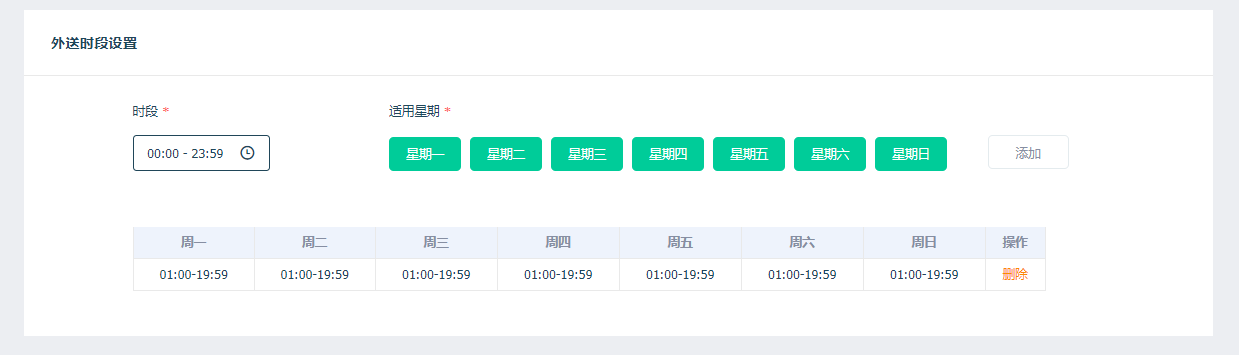 外送时段设置
时段 * 适用星期 *
00:00 - 23:59 星期一 星期二 星期三 星期四 星期五 星期六 星期日 添加
周一 周二 周三 周四 周五 周六 周日 操作
01:00-19:59 01:00-19:59 01:00-19:59 01:00-19:59 01:00-19:59 01:00-19:59 01:00-19:59 删除